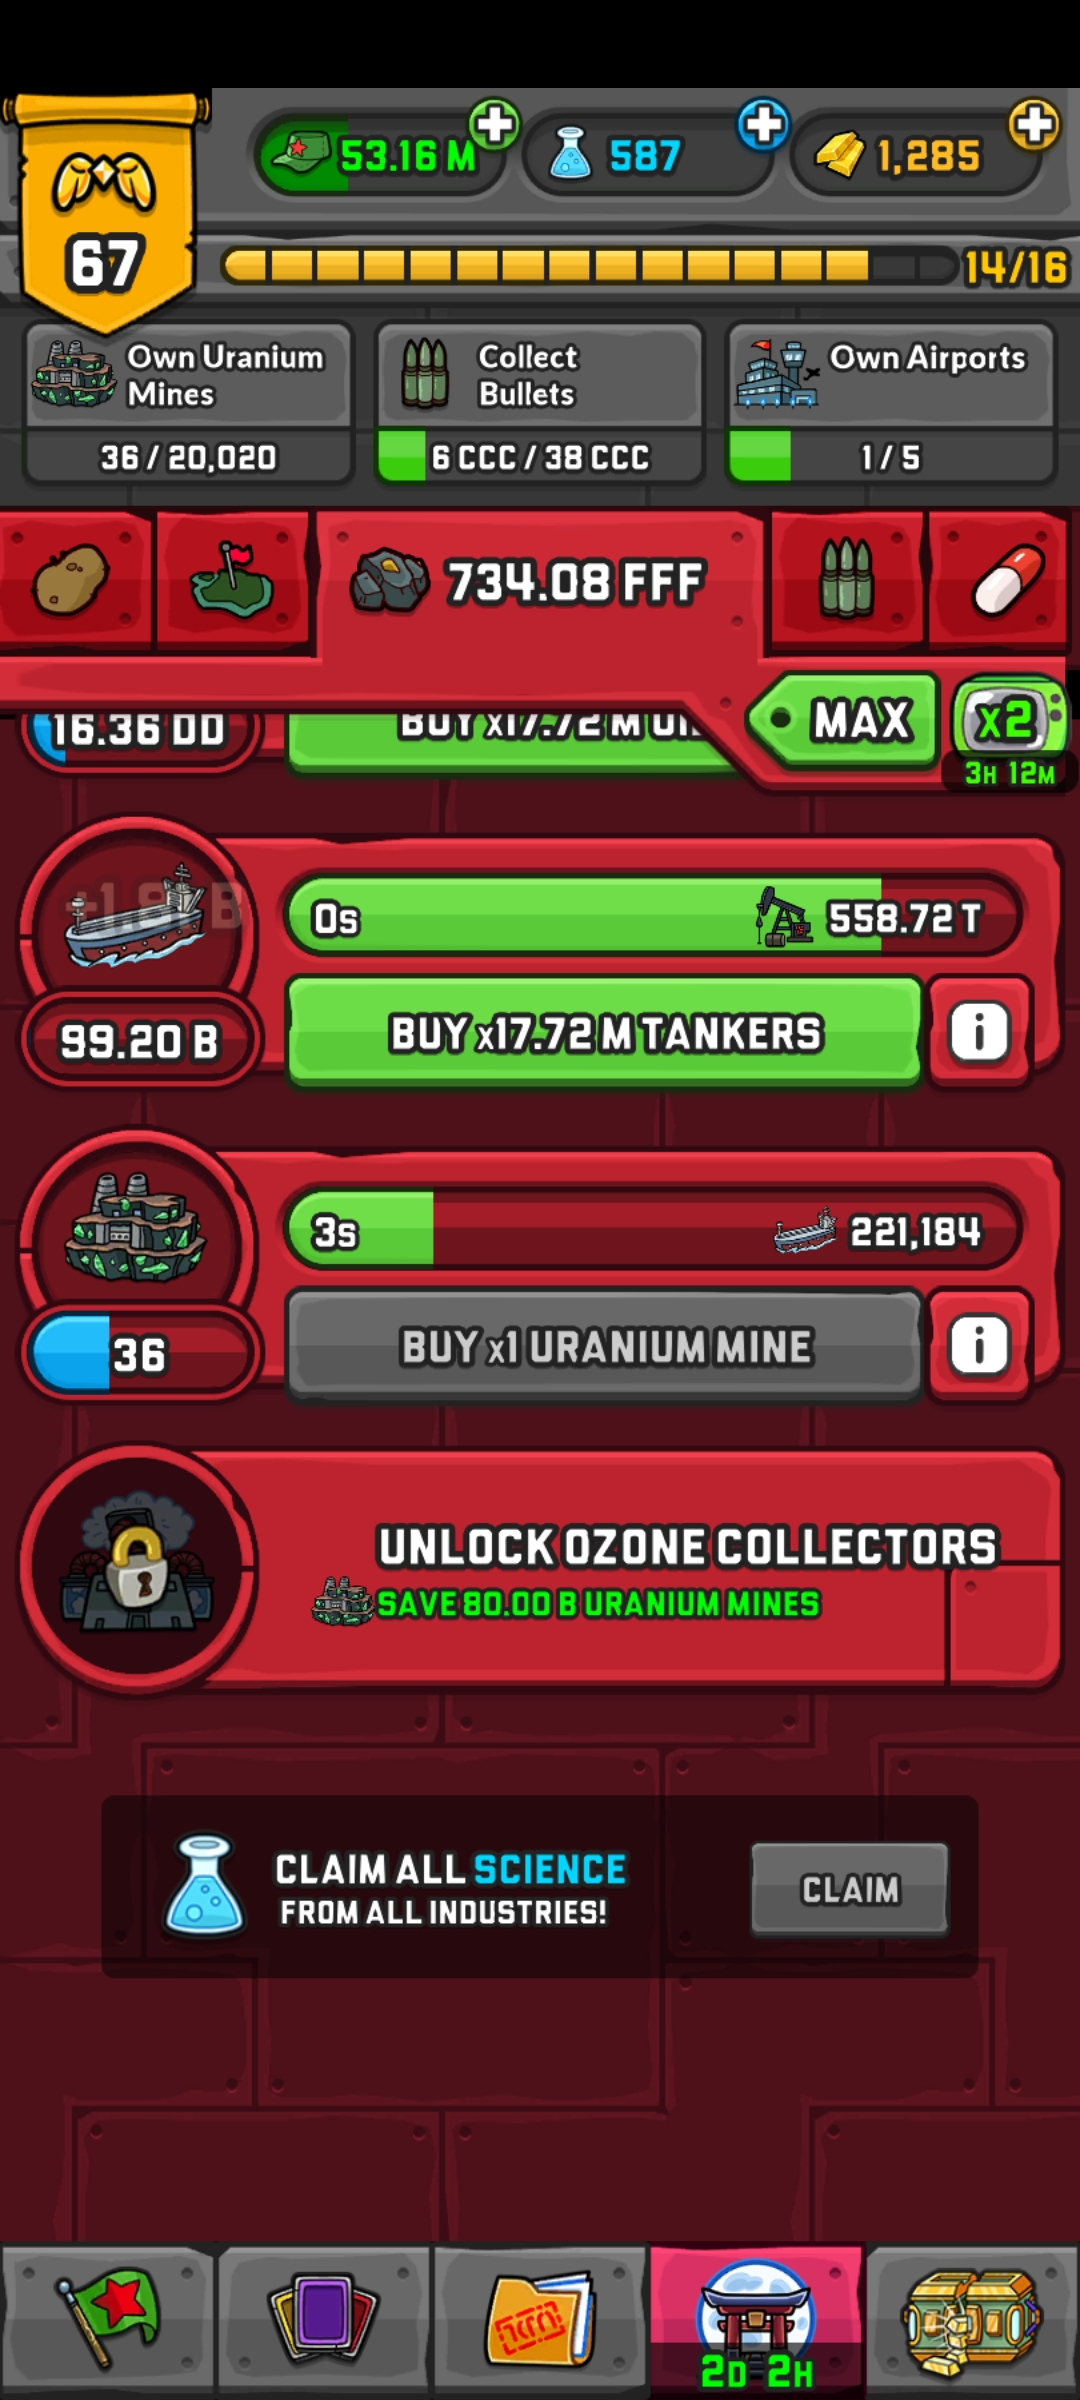 53.16 M
587
1,285
67
14/16
Own Uranium
Mines
36 / 20,020
Collect
Bullets
6 CCC / 38 CCC
Own Airports
1 / 5
734.08 FFF
MAX
x2
3H 12M
16.36 DD
BUY x17.72 M
0s
558.72 T
99.20 B
BUY x17.72 M TANKERS
i
3s
221,184
36
BUY x1 URANIUM MINE
i
UNLOCK OZONE COLLECTORS
SAVE 80.00 B URANIUM MINES
CLAIM ALL SCIENCE
FROM ALL INDUSTRIES!
CLAIM
2D 2H